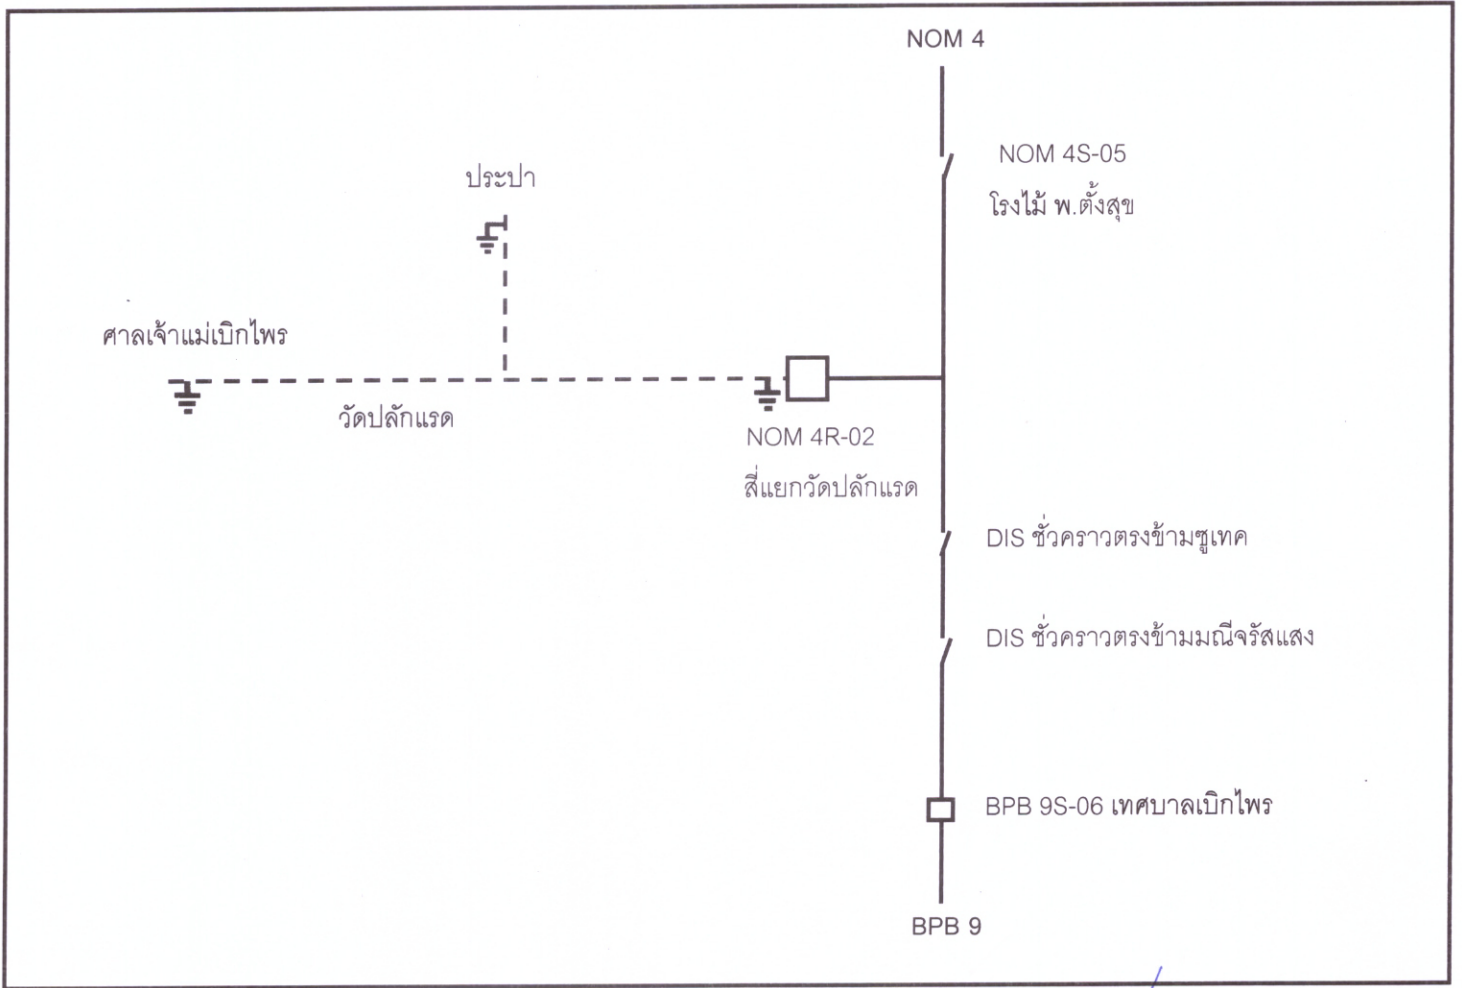 NOM 4
NOM 4S-05
โรงไม้ พ.ตั้งสุข
ประปา
ศาลเจ้าแม่เบิกไพร
วัดปลักแรด
NOM 4R-02
สี่แยกวัดปลักแรด
DIS ชั่วคราวตรงข้ามซูเทค
DIS ชั่วคราวตรงข้ามมณีจรัสแสง
BPB 9S-06 เทศบาลเบิกไพร
BPB 9